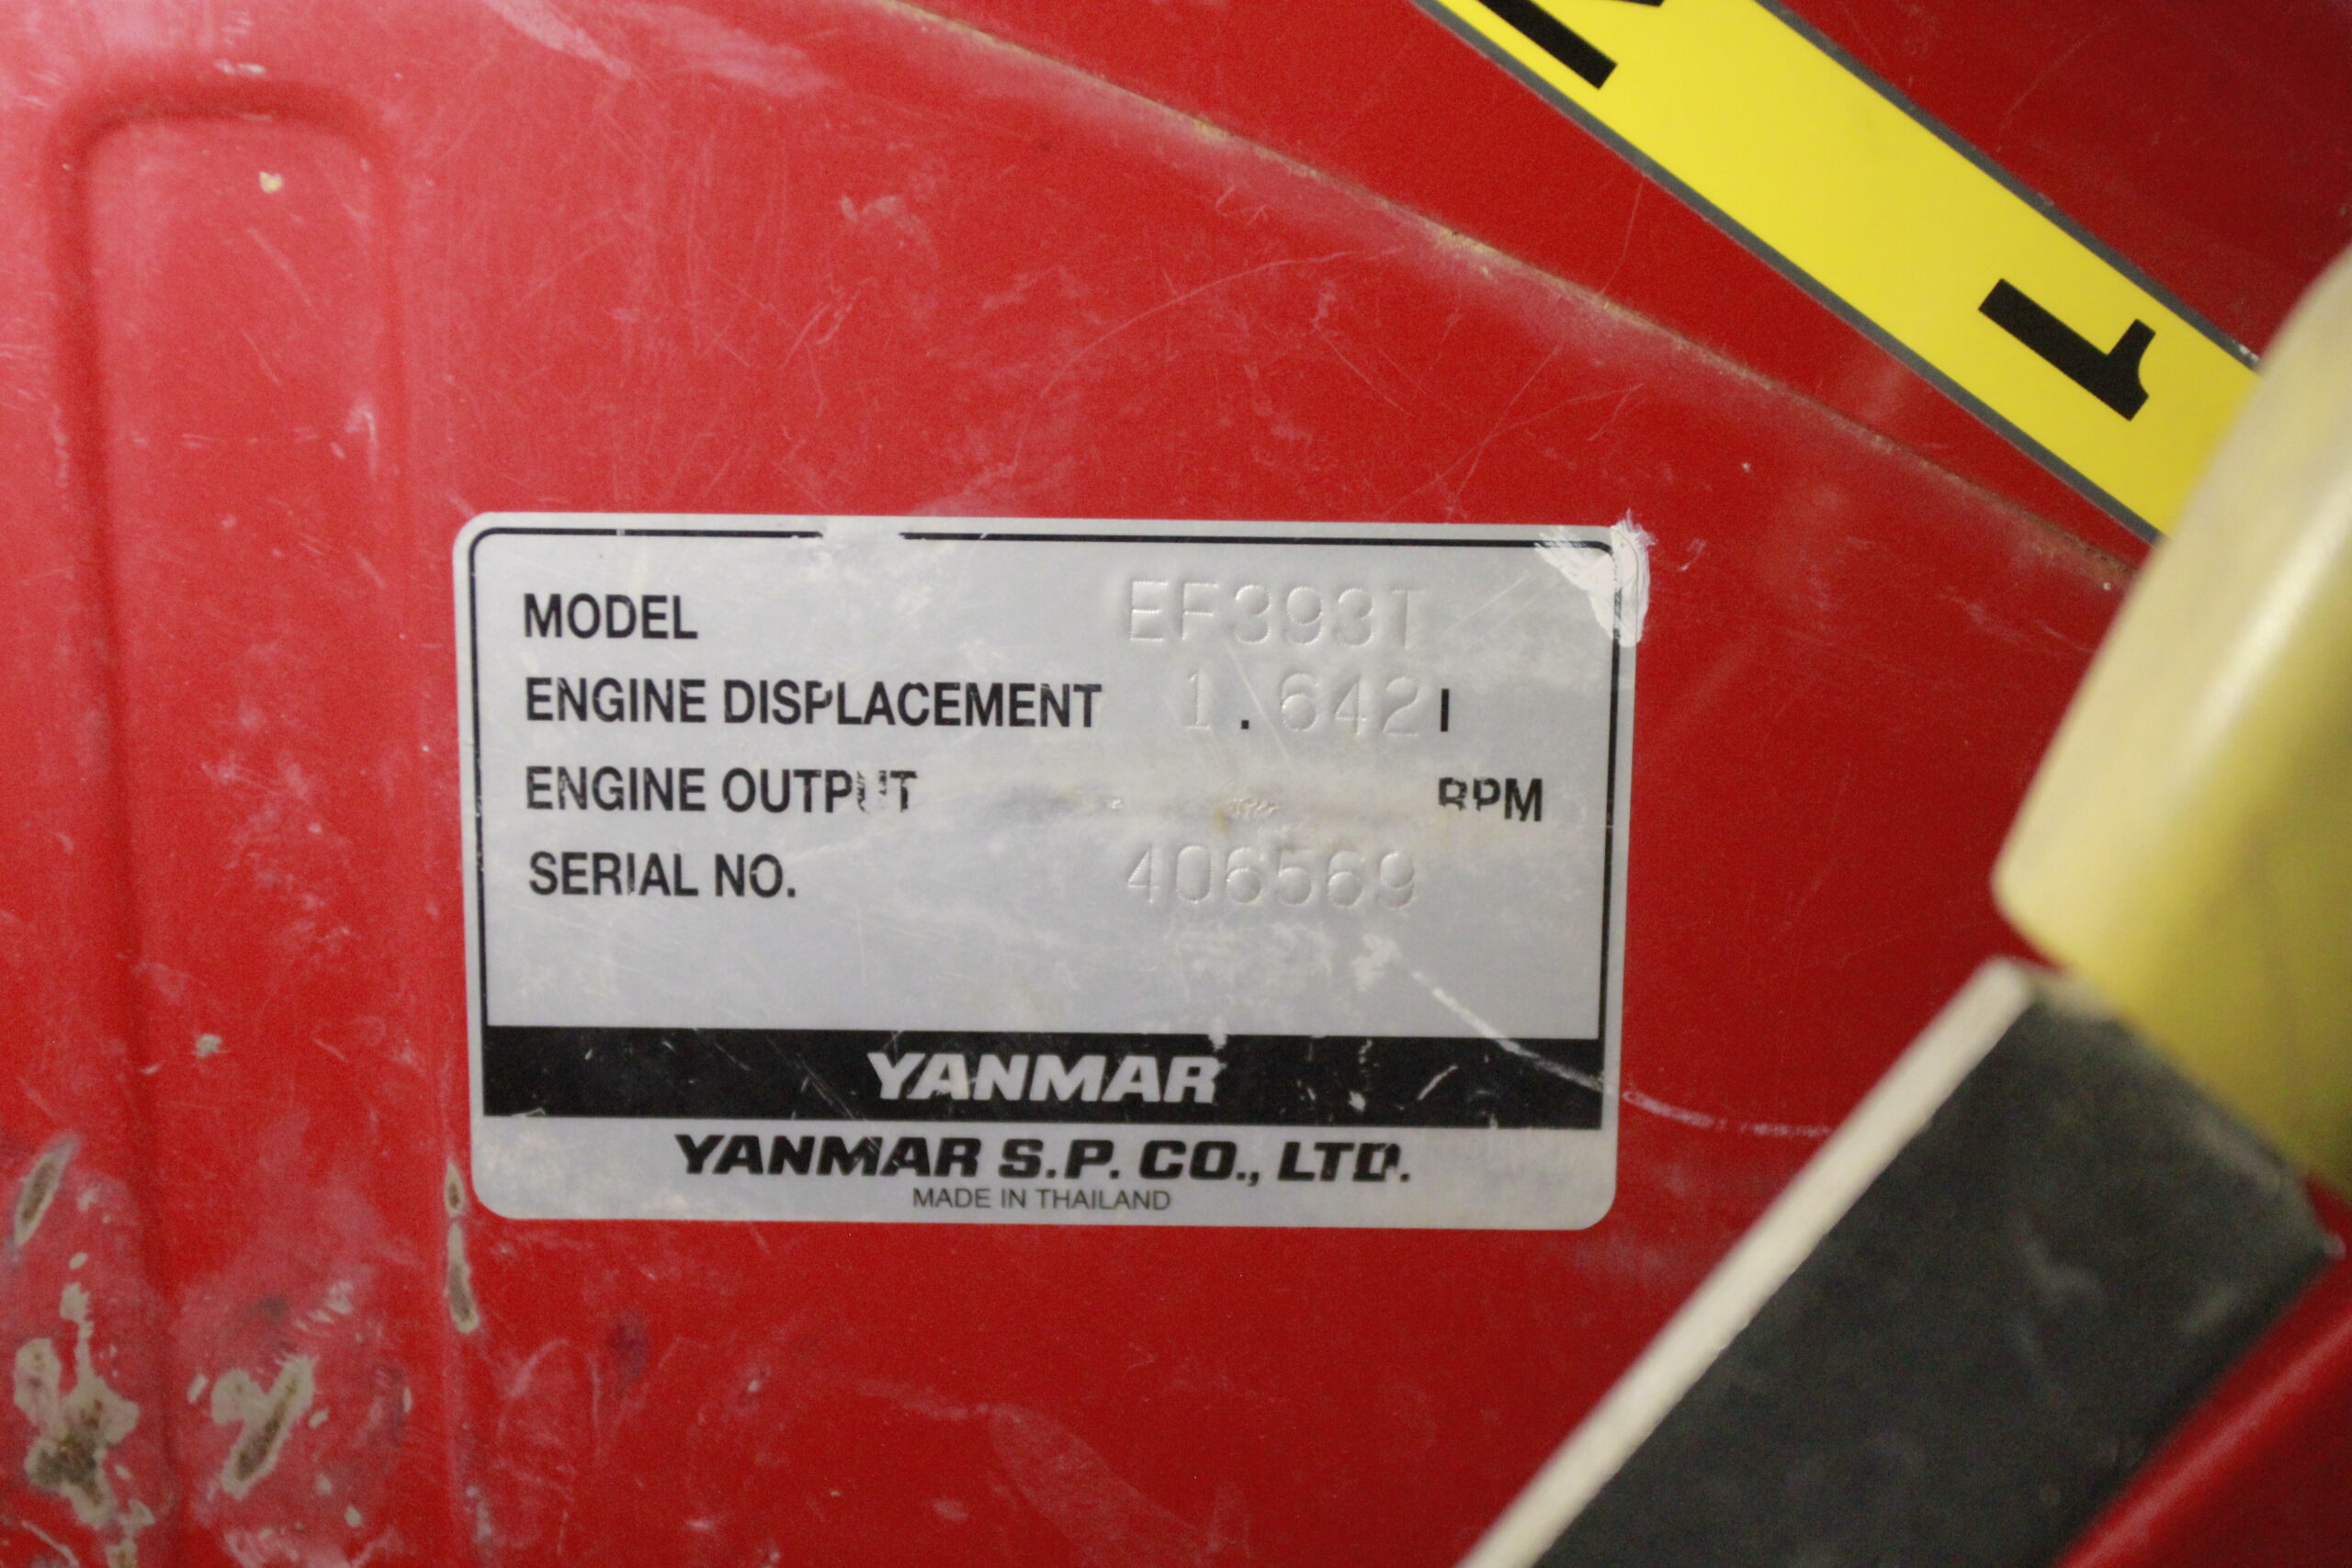 MODEL EF393T
ENGINE DISPLACEMENT 1.642 l
ENGINE OUTPUT RPM
SERIAL NO. 406569
YANMAR
YANMAR S.P. CO., LTD.
MADE IN THAILAND
1